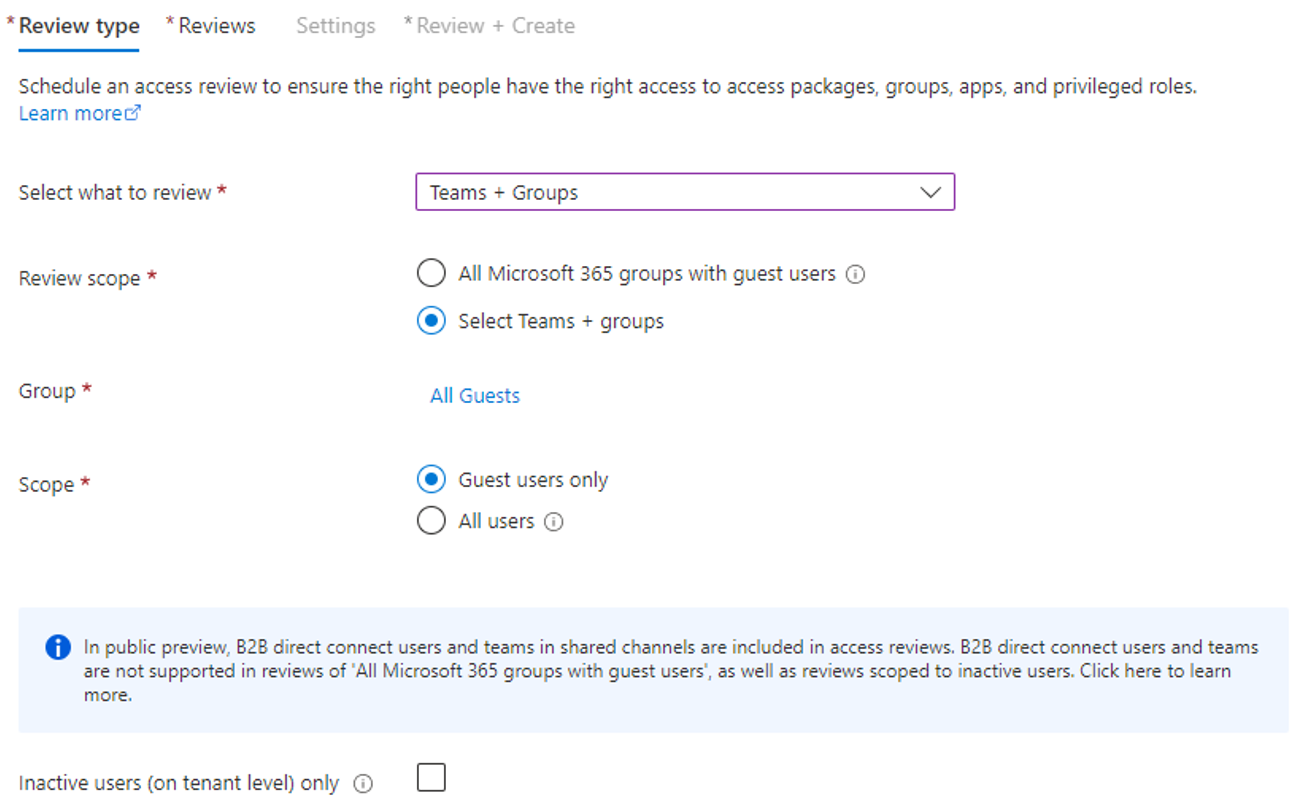 * Review type * Reviews Settings * Review + Create
Schedule an access review to ensure the right people have the right access to access packages, groups, apps, and privileged roles.
Learn more
Select what to review * Teams + Groups
Review scope * All Microsoft 365 groups with guest users
Select Teams + groups
Group * All Guests
Scope * Guest users only
All users
In public preview, B2B direct connect users and teams in shared channels are included in access reviews. B2B direct connect users and teams
are not supported in reviews of 'All Microsoft 365 groups with guest users', as well as reviews scoped to inactive users. Click here to learn
more.
Inactive users (on tenant level) only